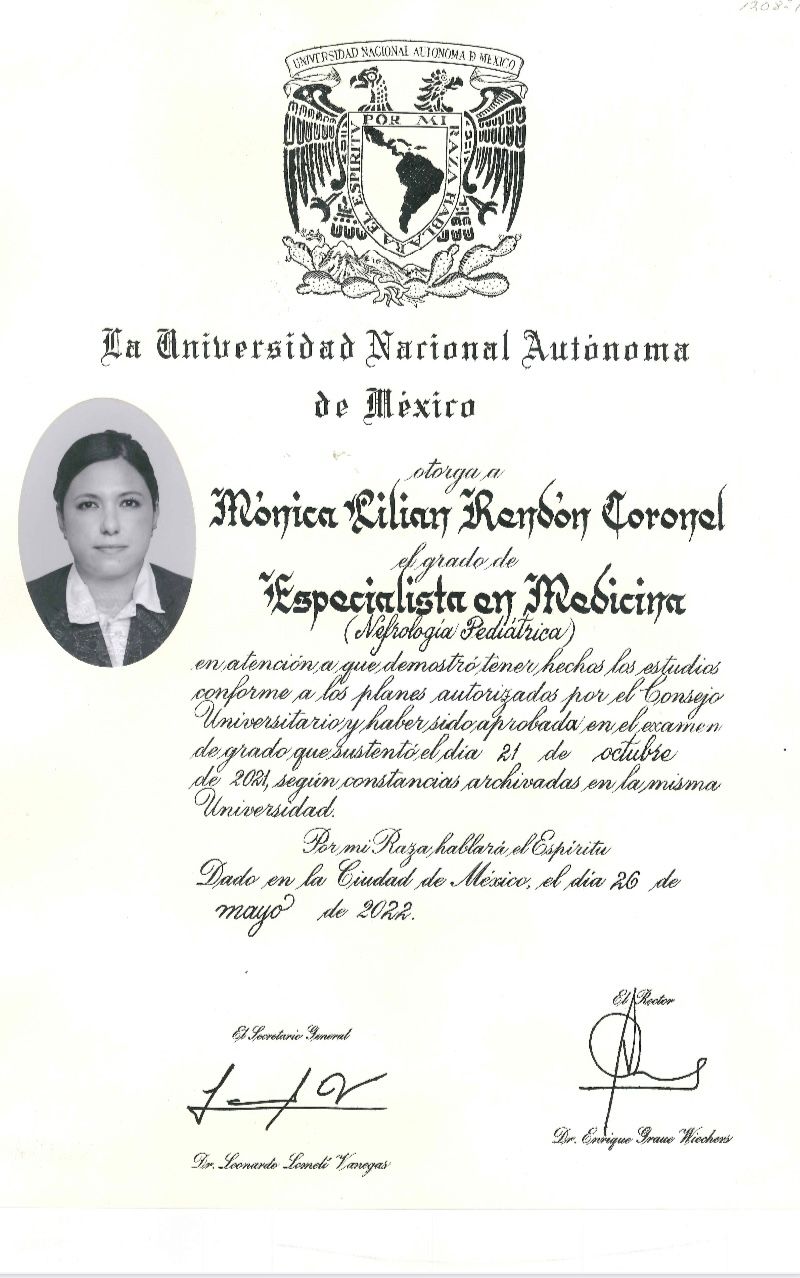 1208-1
UNIVERSIDAD NACIONAL AUTONOMA D MEXICO
POR MI RAZA HABLARA EL ESPIRITV
La Universidad Nacional Autónoma
de México
otorga a
Mónica Lilian Rendón Coronel
el grado de
Especialista en Medicina
(Nefrología Pediátrica)
en atención a que demostró tener hechos los estudios
conforme a los planes autorizados por el Consejo
Universitario y haber sido aprobada en el examen
de grado que sustentó el día 21 de octubre
de 2021, según constancias archivadas en la misma
Universidad.
Por mi Raza hablará el Espíritu
Dado en la Ciudad de México, el día 26 de
mayo de 2022.
El Secretario General
Dr. Leonardo Lomelí Vanegas
El Rector
Dr. Enrique Graue Wiechers